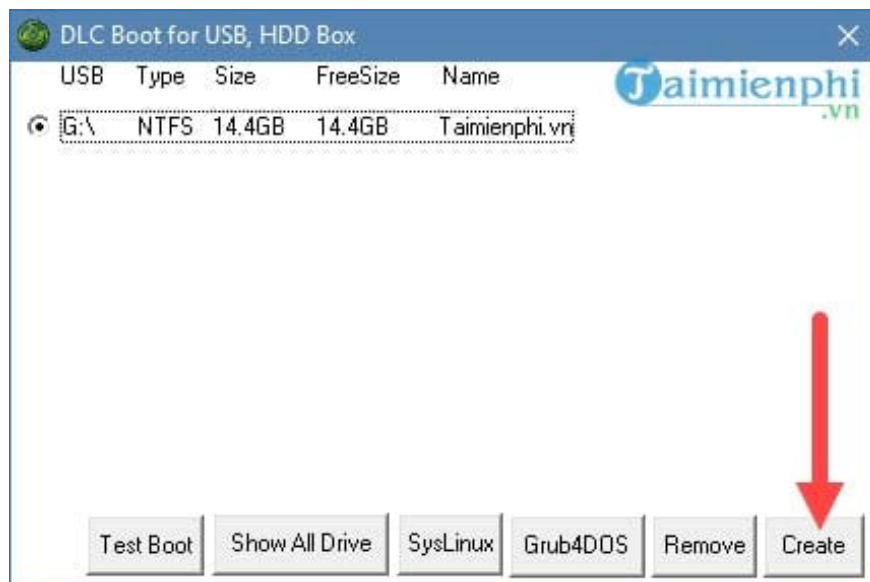 DLC Boot for USB, HDD Box
USB Type Size FreeSize Name
Taimienphi
.vn
G:\ NTFS 14.4GB 14.4GB Taimienphi.vn
Test Boot Show All Drive SysLinux Grub4DOS Remove Create